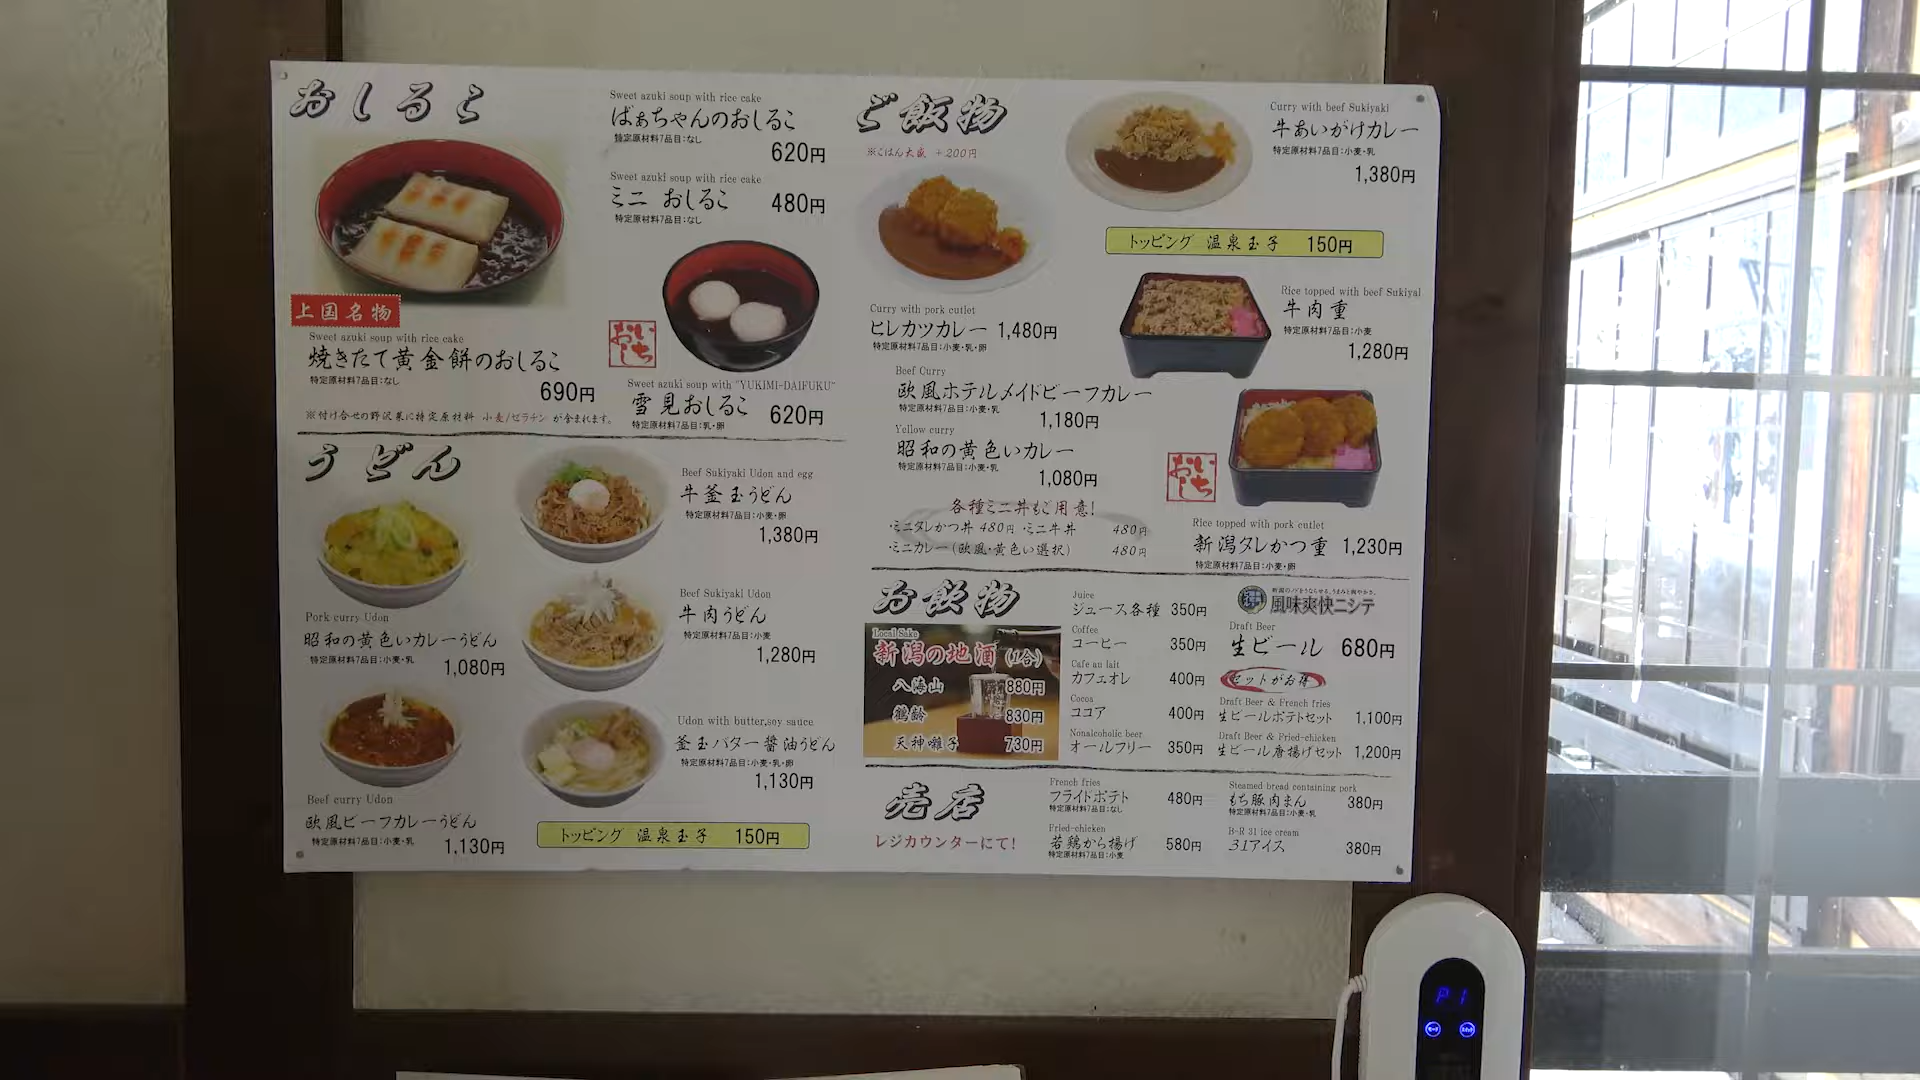 おしるこ
Sweet azuki soup with rice cake
ばぁちゃんのおしるこ
特定原材料7品目:なし
620円
Sweet azuki soup with rice cake
ミニ おしるこ 480円
特定原材料7品目:なし
上国名物
Sweet azuki soup with rice cake
焼きたて黄金餅のおしるこ
特定原材料7品目:なし
690円
※付け合せの野沢菜に特定原材料 小麦/ゼラチン が含まれます。
いちおし
Sweet azuki soup with "YUKIMI-DAIFUKU"
雪見おしるこ 620円
特定原材料7品目:乳・卵
うどん
Pork curry Udon
昭和の黄色いカレーうどん
特定原材料7品目:小麦・乳
1,080円
Beef curry Udon
欧風ビーフカレーうどん
特定原材料7品目:小麦・乳
1,130円
Beef Sukiyaki Udon and egg
牛釜玉うどん
特定原材料7品目:小麦・卵
1,380円
Beef Sukiyaki Udon
牛肉うどん
特定原材料7品目:小麦
1,280円
Udon with butter,soy sauce
釜玉バター醤油うどん
特定原材料7品目:小麦・乳・卵
1,130円
トッピング 温泉玉子 150円
ご飯物
※ごはん大盛 +200円
Curry with beef Sukiyaki
牛あいがけカレー
特定原材料7品目:小麦・乳
1,380円
トッピング 温泉玉子 150円
Curry with pork cutlet
ヒレカツカレー 1,480円
特定原材料7品目:小麦・乳・卵
Rice topped with beef Sukiyal
牛肉重
特定原材料7品目:小麦
1,280円
Beef Curry
欧風ホテルメイドビーフカレー
特定原材料7品目:小麦・乳
1,180円
Yellow curry
昭和の黄色いカレー
特定原材料7品目:小麦・乳
1,080円
各種ミニ丼もご用意!
・ミニタレかつ丼 480円 ・ミニ牛丼 480円
・ミニカレー(欧風・黄色い選択) 480円
いちおし
Rice topped with pork cutlet
新潟タレかつ重 1,230円
特定原材料7品目:小麦・卵
お飲物
Local Sake
新潟の地酒(1合)
八海山 880円
鶴齢 830円
天神囃子 730円
Juice
ジュース各種 350円
Coffee
コーヒー 350円
Cafe au lait
カフェオレ 400円
Cocoa
ココア 400円
Nonalcoholic beer
オールフリー 350円
風味爽快ニシテ
Draft Beer
生ビール 680円
セットがお得
Draft Beer & French fries
生ビールポテトセット 1,100円
Draft Beer & Fried-chicken
生ビール唐揚げセット 1,200円
売店
レジカウンターにて!
French fries
フライドポテト 480円
特定原材料7品目:なし
Fried-chicken
若鶏から揚げ 580円
特定原材料7品目:小麦
Steamed bread containing pork
もち豚肉まん 380円
特定原材料7品目:小麦・乳
B-R 31 ice cream
31アイス 380円
P1